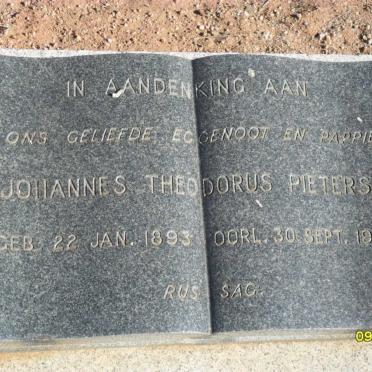 IN AANDENKING AAN
ONS GELIEFDE EGGENOOT EN PAPPIE
JOHANNES THEODORUS PIETERS
GEB. 22 JAN. 1893 OORL. 30 SEPT. 19
RUS SAG.
09